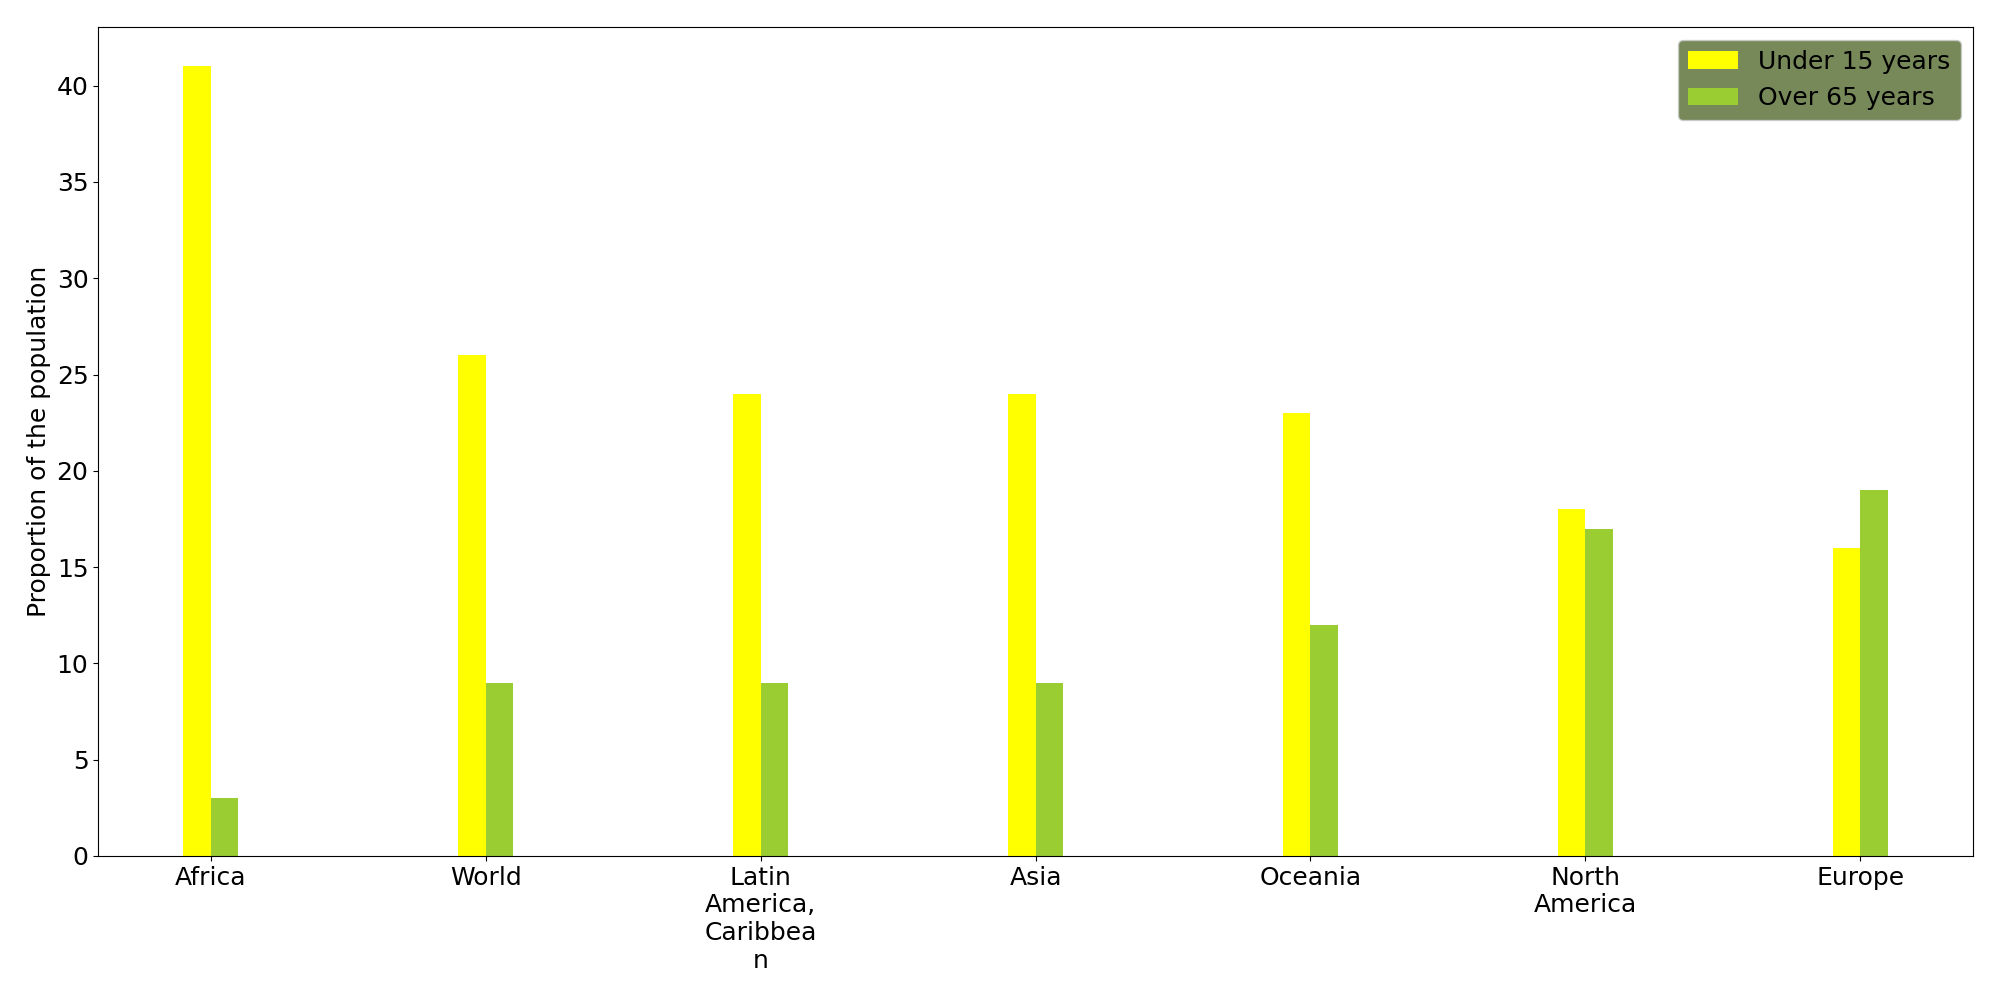 Under 15 years
Over 65 years
Proportion of the population
40
35
30
25
20
15
10
5
0
Africa
World
Latin
America,
Caribbea
n
Asia
Oceania
North
America
Europe